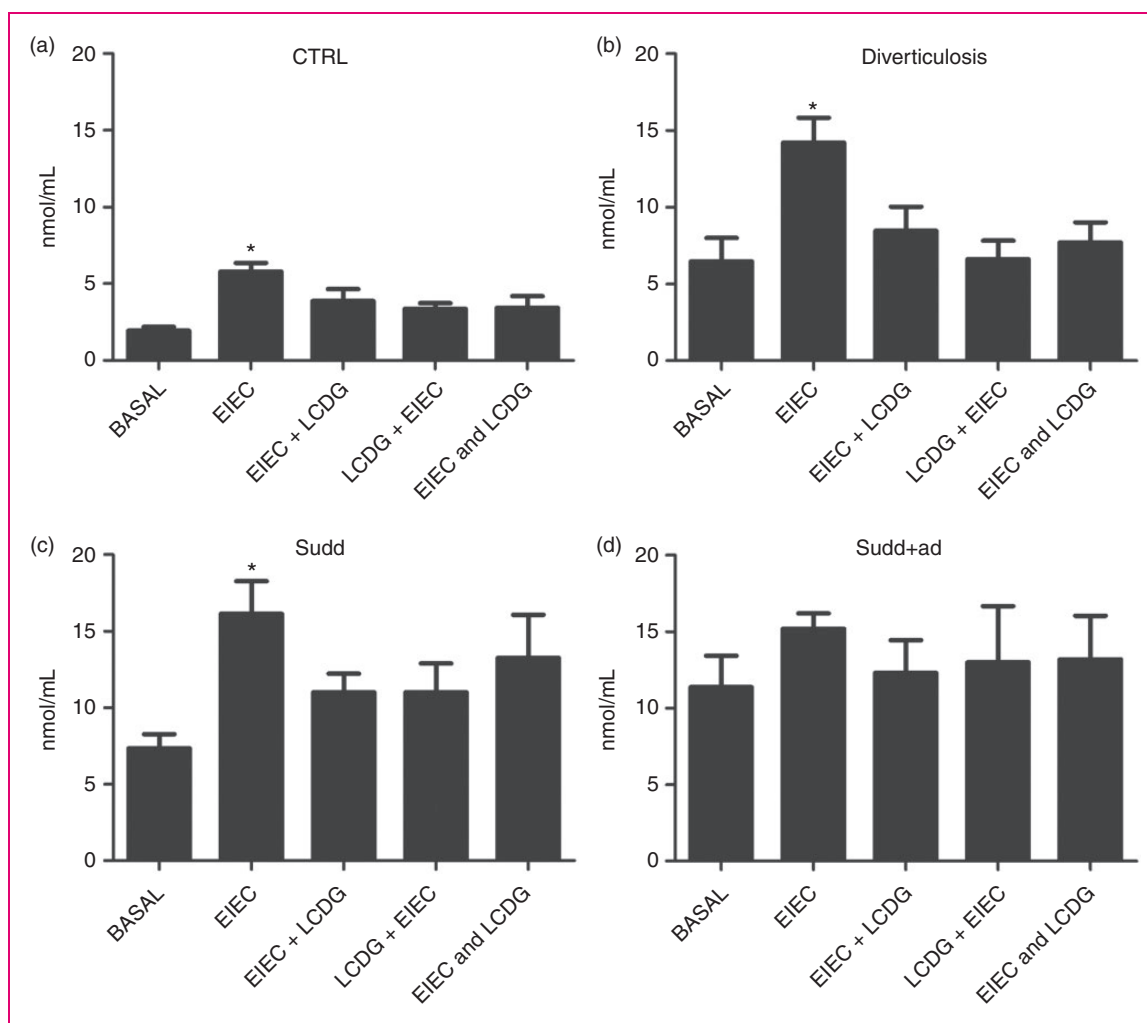 (a)
CTRL
20
15
10
5
0
nmol/mL
*
BASAL
EIEC
EIEC + LCDG
LCDG + EIEC
EIEC and LCDG
(b)
Diverticulosis
20
15
10
5
0
nmol/mL
*
BASAL
EIEC
EIEC + LCDG
LCDG + EIEC
EIEC and LCDG
(c)
Sudd
20
15
10
5
0
nmol/mL
*
BASAL
EIEC
EIEC + LCDG
LCDG + EIEC
EIEC and LCDG
(d)
Sudd+ad
20
15
10
5
0
nmol/mL
BASAL
EIEC
EIEC + LCDG
LCDG + EIEC
EIEC and LCDG